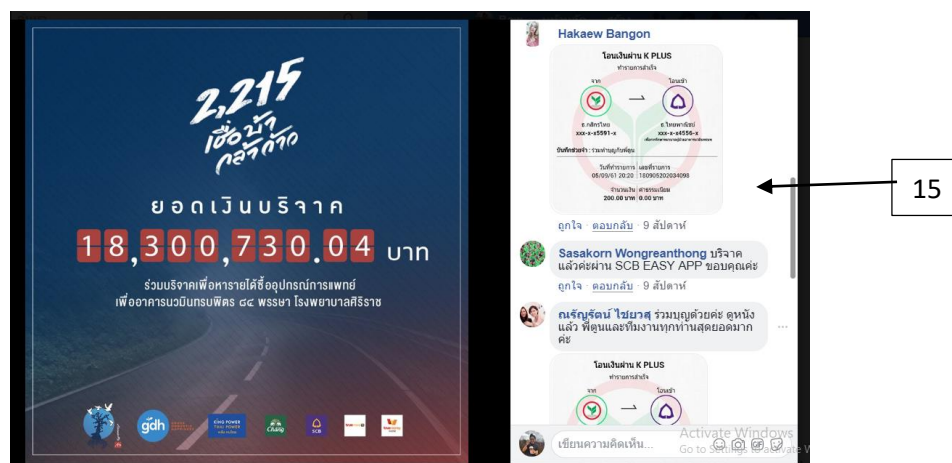 2,215
เชื่อบ้า
กล้าก้าว
ยอดเงินบริจาค
18,300,730.04 บาท
ร่วมบริจาคเพื่อหารายได้ซื้ออุปกรณ์การแพทย์
เพื่ออาคารนวมินทรบพิตร ๘๔ พรรษา โรงพยาบาลศิริราช
gdh
KING POWER
THAI POWER
Chang
SCB
Hakaew Bangon
โอนเงินผ่าน K PLUS
ทำรายการสำเร็จ
จาก โอนเข้า
ธ.กสิกรไทย ธ.ไทยพาณิชย์
xxx-x-x5591-x xxx-x-x4556-x
บันทึกช่วยจำ : ร่วมทำบุญกับพี่ตูน
วันที่ทำรายการ เลขที่รายการ
05/09/61 20:20 180905202034098
จำนวนเงิน ค่าธรรมเนียม
200.00 บาท 0.00 บาท
ถูกใจ · ตอบกลับ · 9 สัปดาห์
Sasakorn Wongreanthong บริจาค
แล้วค่ะผ่าน SCB EASY APP ขอบคุณค่ะ
ถูกใจ · ตอบกลับ · 9 สัปดาห์
ณรัญรัตน์ ไชยวสุ ร่วมบุญด้วยค่ะ ดูหนัง
แล้ว พี่ตูนและทีมงานทุกท่านสุดยอดมาก
ค่ะ
โอนเงินผ่าน K PLUS
ทำรายการสำเร็จ
จาก โอนเข้า
เขียนความคิดเห็น...
Activate Windows
Go to Settings to activate W
15